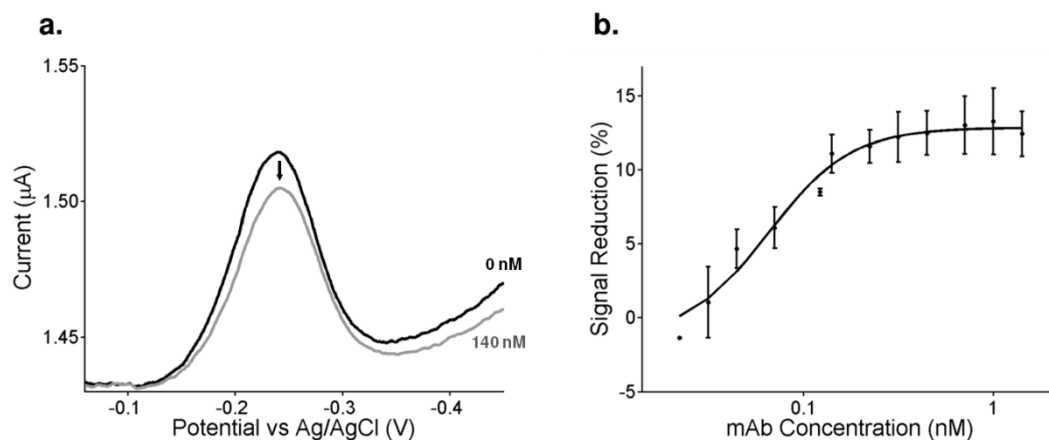 a.
1.55
1.50
1.45
Current (μA)
0 nM
140 nM
-0.1
-0.2
-0.3
-0.4
Potential vs Ag/AgCl (V)
b.
15
10
5
0
-5
Signal Reduction (%)
0.1
1
mAb Concentration (nM)